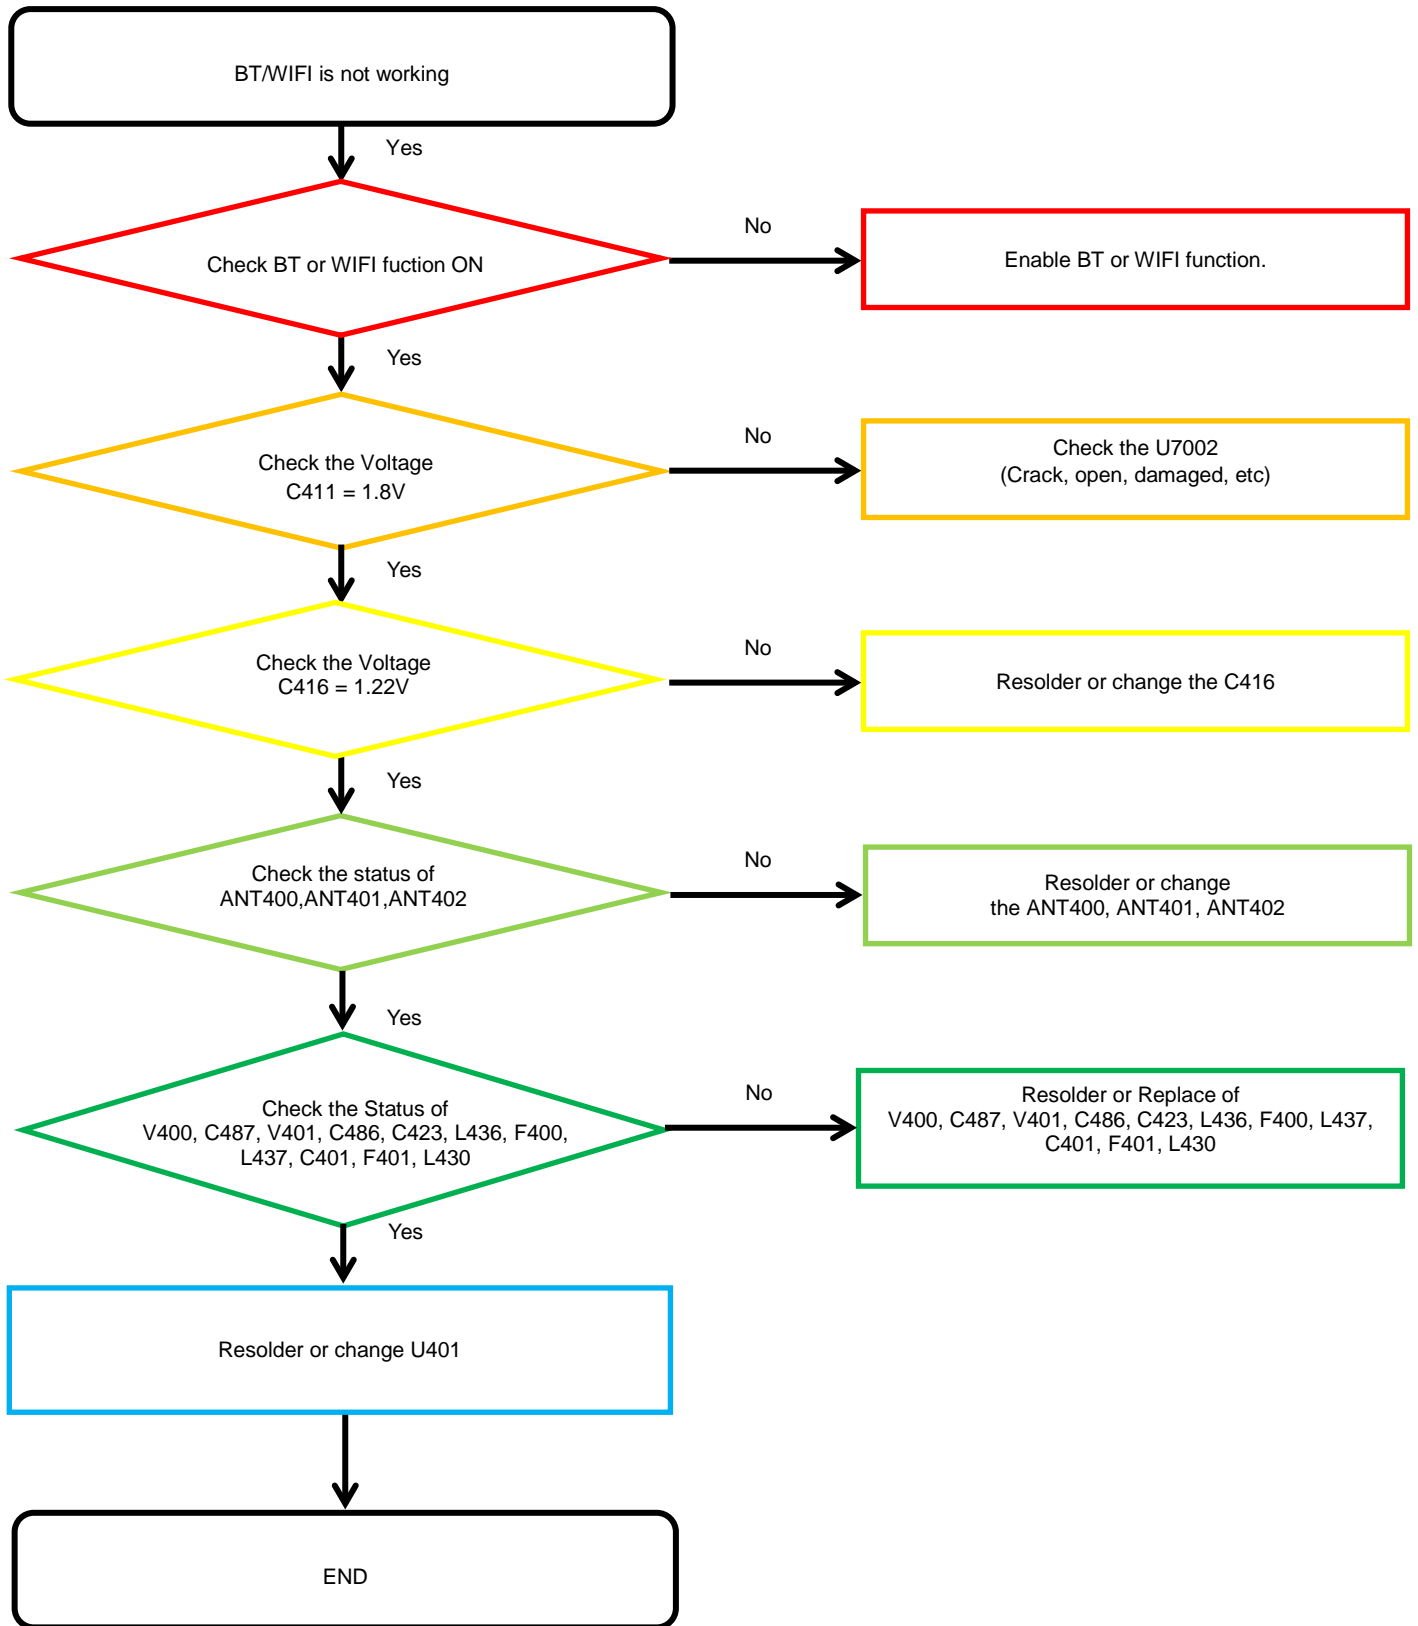 BT/WIFI is not working
Yes
Check BT or WIFI fuction ON
No
Enable BT or WIFI function.
Yes
Check the Voltage
C411 = 1.8V
No
Check the U7002
(Crack, open, damaged, etc)
Yes
Check the Voltage
C416 = 1.22V
No
Resolder or change the C416
Yes
Check the status of
ANT400,ANT401,ANT402
No
Resolder or change
the ANT400, ANT401, ANT402
Yes
Check the Status of
V400, C487, V401, C486, C423, L436, F400,
L437, C401, F401, L430
No
Resolder or Replace of
V400, C487, V401, C486, C423, L436, F400, L437,
C401, F401, L430
Yes
Resolder or change U401
END